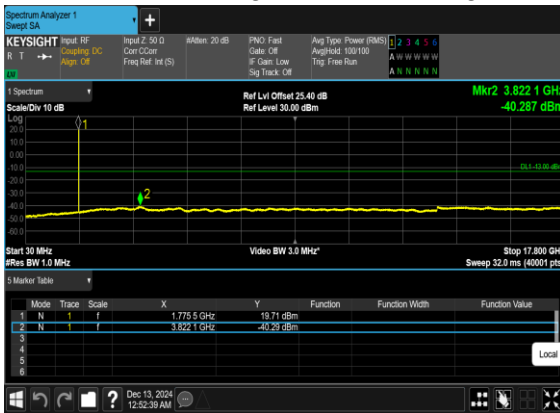 Spectrum Analyzer 1
Swept SA
+
KEYSIGHT Input: RF Input Z: 50 Ω #Atten: 20 dB PNO: Fast Avg Type: Power (RMS) 1 2 3 4 5 6
R T Coupling: DC Corr CCorr Gate: Off Avg|Hold: 100/100 A W W W W W
Align: Off Freq Ref: Int (S) IF Gain: Low Trig: Free Run
Sig Track: Off A N N N N N
1 Spectrum
Ref Lvl Offset 25.40 dB Mkr2 3.822 1 GHz
Scale/Div 10 dB Ref Level 30.00 dBm -40.287 dBm
Log
20.0
10.0
0.00
-10.0
DL1 -13.00 dBm
-20.0
-30.0
-40.0
-50.0
-60.0
1
2
Start 30 MHz Video BW 3.0 MHz* Stop 17.800 GHz
#Res BW 1.0 MHz Sweep 32.0 ms (40001 pts)
5 Marker Table
Mode Trace Scale X Y Function Function Width Function Value
1 N 1 f 1.775 5 GHz 19.71 dBm
2 N 1 f 3.822 1 GHz -40.29 dBm
3
4
5
6
Local
? Dec 13, 2024
12:52:39 AM